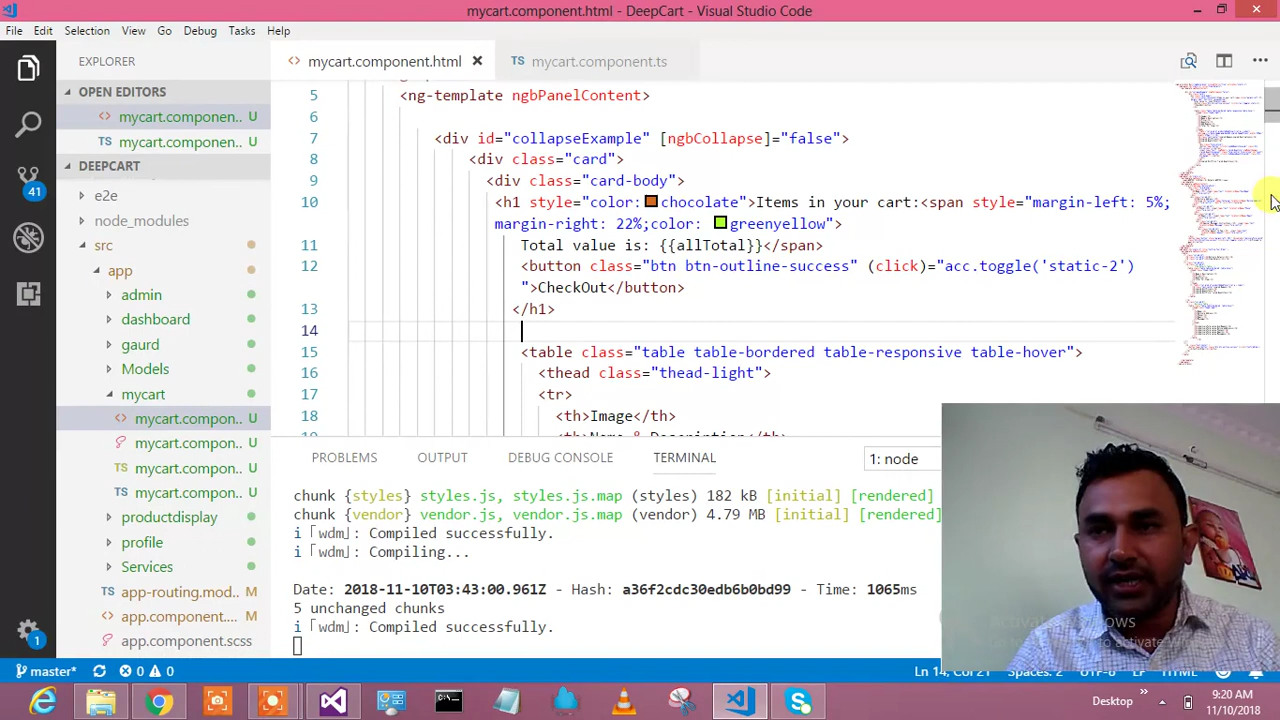 mycart.component.html - DeepCart - Visual Studio Code
File Edit Selection View Go Debug Tasks Help
EXPLORER
mycart.component.html
TS mycart.component.ts
OPEN EDITORS
mycart.componen..U
TS mycart.componen..U
DEEPCART
e2e
node_modules
src
app
admin
dashboard
gaurd
Models
mycart
mycart.compon..U
mycart.compon..U
TS mycart.compon..U
TS mycart.compon..U
productdisplay
profile
Services
TS app-routing.mod..M
app.component....M
app.component.scss
41
1
5 <ng-template ngbPanelContent>
6
7 <div id="collapseExample" [ngbCollapse]="false">
8 <div class="card">
9 <div class="card-body">
10 <h1 style="color: chocolate">Items in your cart:<span style="margin-left: 5%;
margin-right: 22%;color: greenyellow">
11 Total value is: {{allTotal}}</span>
12 <button class="btn btn-outline-success" (click)="acc.toggle('static-2')
">CheckOut</button>
13 </h1>
14
15 <table class="table table-bordered table-responsive table-hover">
16 <thead class="thead-light">
17 <tr>
18 <th>Image</th>
19 <th>Name & Description</th>
PROBLEMS OUTPUT DEBUG CONSOLE TERMINAL 1: node
chunk {styles} styles.js, styles.js.map (styles) 182 kB [initial] [rendered]
chunk {vendor} vendor.js, vendor.js.map (vendor) 4.79 MB [initial] [rendered]
i「wdm」: Compiled successfully.
i「wdm」: Compiling...
Date: 2018-11-10T03:43:00.961Z - Hash: a36f2cdc30edb6b0bd99 - Time: 1065ms
5 unchanged chunks
i「wdm」: Compiled successfully.
master* 0 0 Ln 14, Col 21 Spaces: 2 UTF-8 LF HTML
Desktop
9:20 AM
11/10/2018